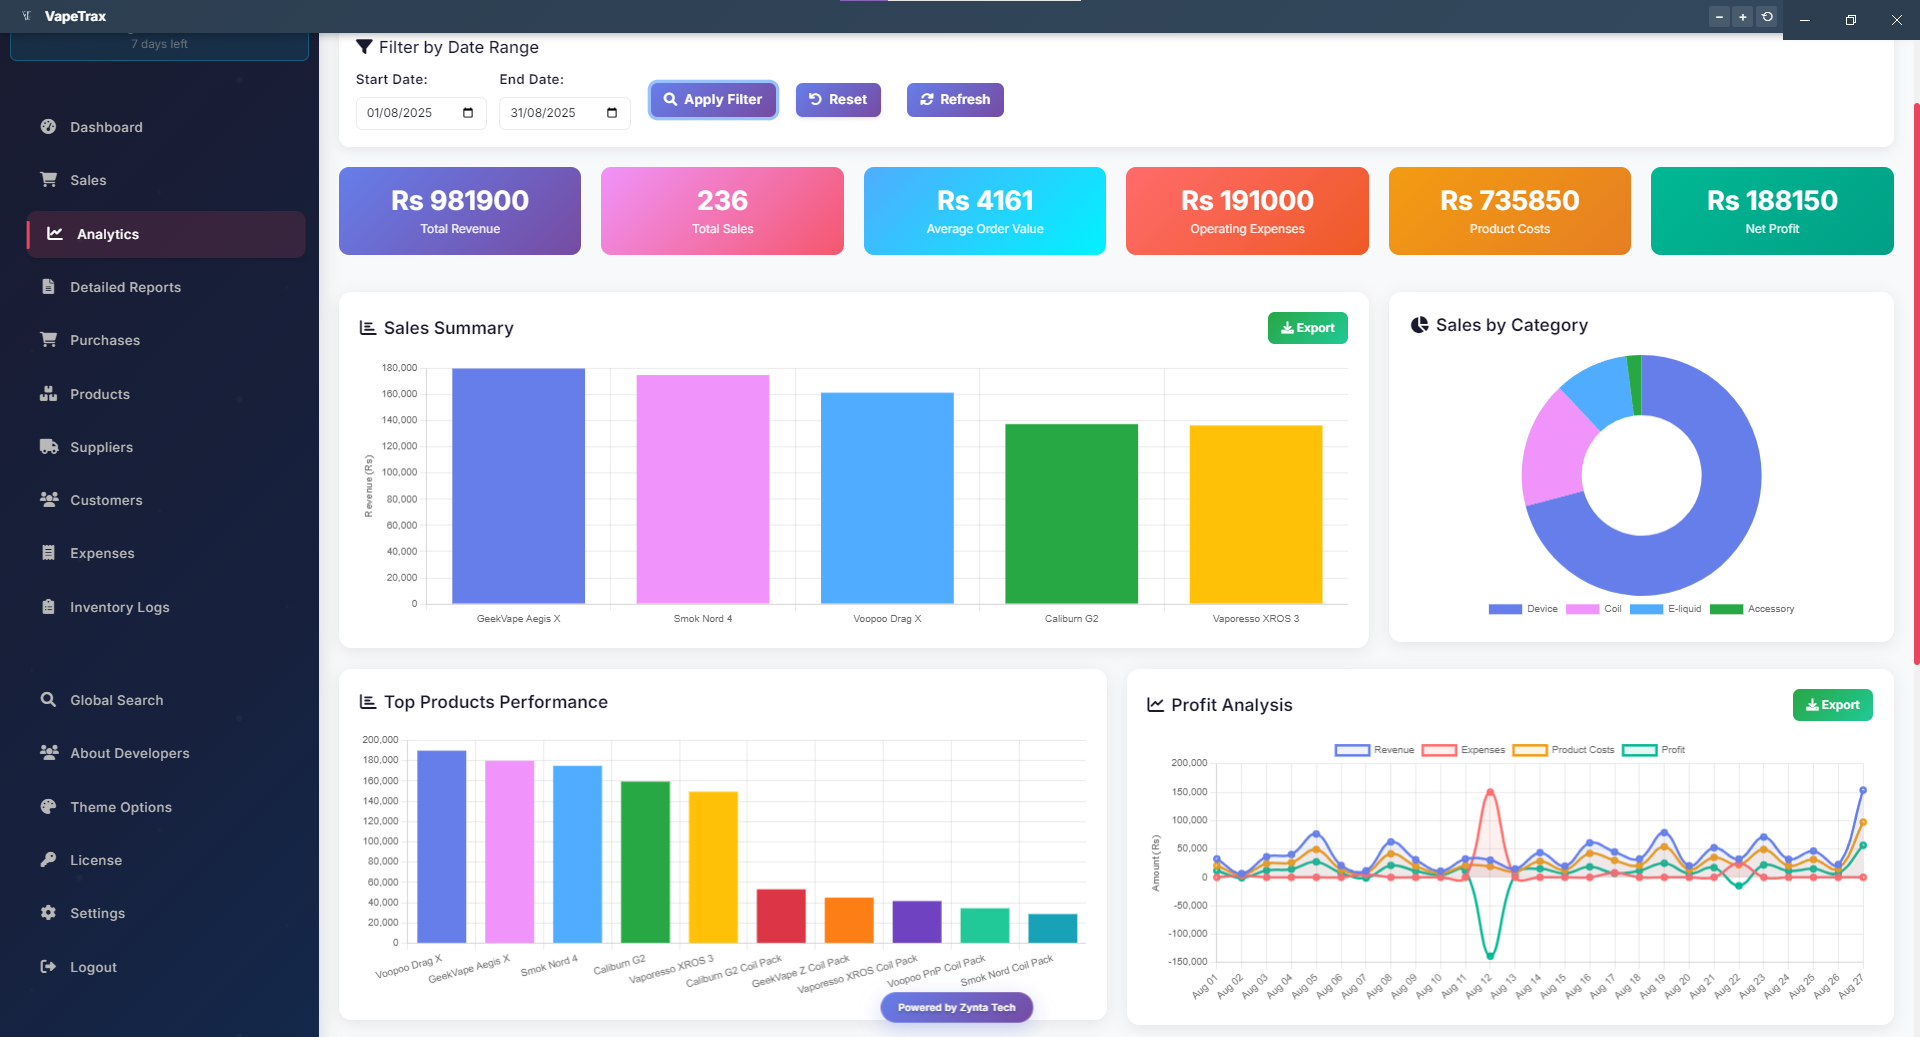 VapeTrax
7 days left
Dashboard
Sales
Analytics
Detailed Reports
Purchases
Products
Suppliers
Customers
Expenses
Inventory Logs
Global Search
About Developers
Theme Options
License
Settings
Logout
Filter by Date Range
Start Date:
End Date:
01/08/2025
31/08/2025
Apply Filter
Reset
Refresh
Rs 981900
Total Revenue
236
Total Sales
Rs 4161
Average Order Value
Rs 191000
Operating Expenses
Rs 735850
Product Costs
Rs 188150
Net Profit
Sales Summary
Export
180,000
160,000
140,000
120,000
100,000
80,000
60,000
40,000
20,000
0
Revenue (Rs)
GeekVape Aegis X
Smok Nord 4
Voopoo Drag X
Caliburn G2
Vaporesso XROS 3
Sales by Category
Device
Coil
E-liquid
Accessory
Top Products Performance
200,000
180,000
160,000
140,000
120,000
100,000
80,000
60,000
40,000
20,000
0
Voopoo Drag X
GeekVape Aegis X
Smok Nord 4
Caliburn G2
Vaporesso XROS 3
Caliburn G2 Coil Pack
GeekVape Z Coil Pack
Vaporesso XROS Coil Pack
Voopoo PnP Coil Pack
Smok Nord Coil Pack
Profit Analysis
Export
Revenue
Expenses
Product Costs
Profit
200,000
150,000
100,000
50,000
0
-50,000
-100,000
-150,000
Amount (Rs)
Aug 01
Aug 02
Aug 03
Aug 04
Aug 05
Aug 06
Aug 07
Aug 08
Aug 09
Aug 10
Aug 11
Aug 12
Aug 13
Aug 14
Aug 15
Aug 16
Aug 17
Aug 18
Aug 19
Aug 20
Aug 21
Aug 22
Aug 23
Aug 24
Aug 25
Aug 26
Aug 27
Powered by Zynta Tech